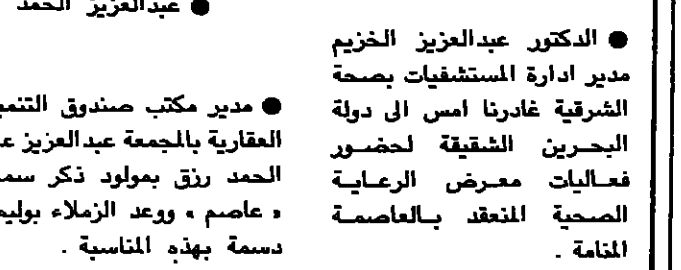 ● الدكتور عبدالعزيز الخزيم
مدير ادارة المستشفيات بصحة
الشرقية غادرنا امس الى دولة
البحرين الشقيقة لحضور
فعاليات معرض الرعاية
الصحية المنعقد بالعاصمة
المنامة .
● عبدالعزيز الحمد
● مدير مكتب صندوق التنمية
العقارية بالمجمعة عبدالعزيز
الحمد رزق بمولود ذكر
« عاصم » ووعد الزملاء
دسمة بهذه المناسبة .